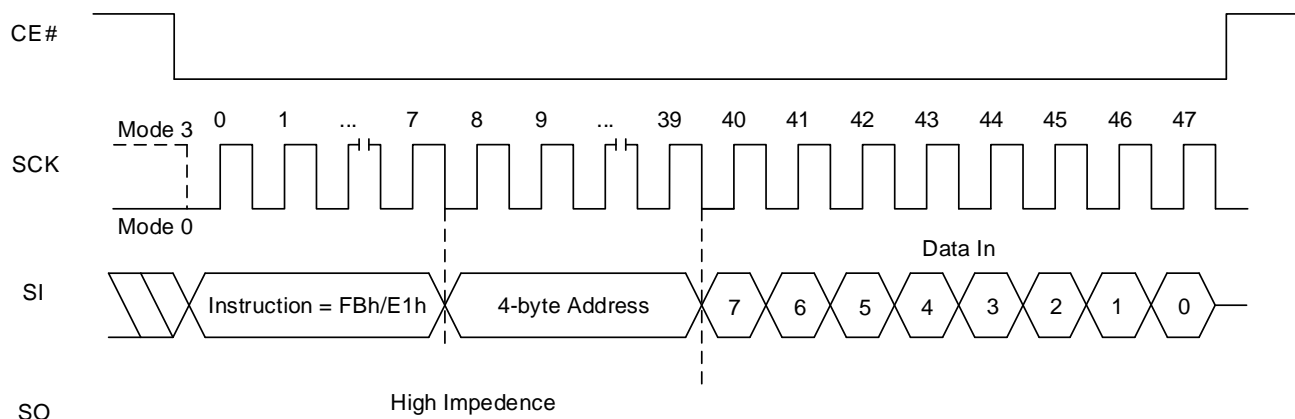 CE#
Mode 3
0 1 ... 7 8 9 ... 39 40 41 42 43 44 45 46 47
SCK
Mode 0
Data In
SI
Instruction = FBh/E1h
4-byte Address
7 6 5 4 3 2 1 0
High Impedence
SO